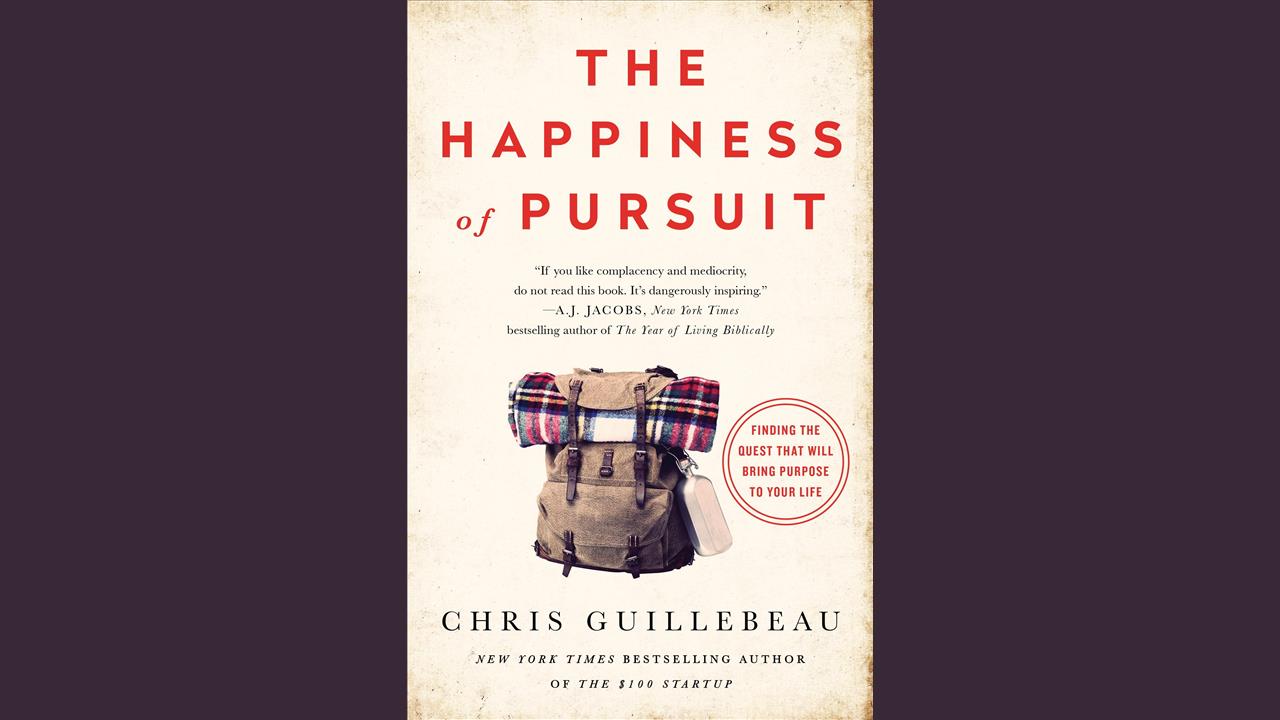 THE
HAPPINESS
of PURSUIT
“If you like complacency and mediocrity,
do not read this book. It’s dangerously inspiring.”
—A.J. JACOBS, New York Times
bestselling author of The Year of Living Biblically
FINDING THE
QUEST THAT WILL
BRING PURPOSE
TO YOUR LIFE
CHRIS GUILLEBEAU
NEW YORK TIMES BESTSELLING AUTHOR
OF THE $100 STARTUP